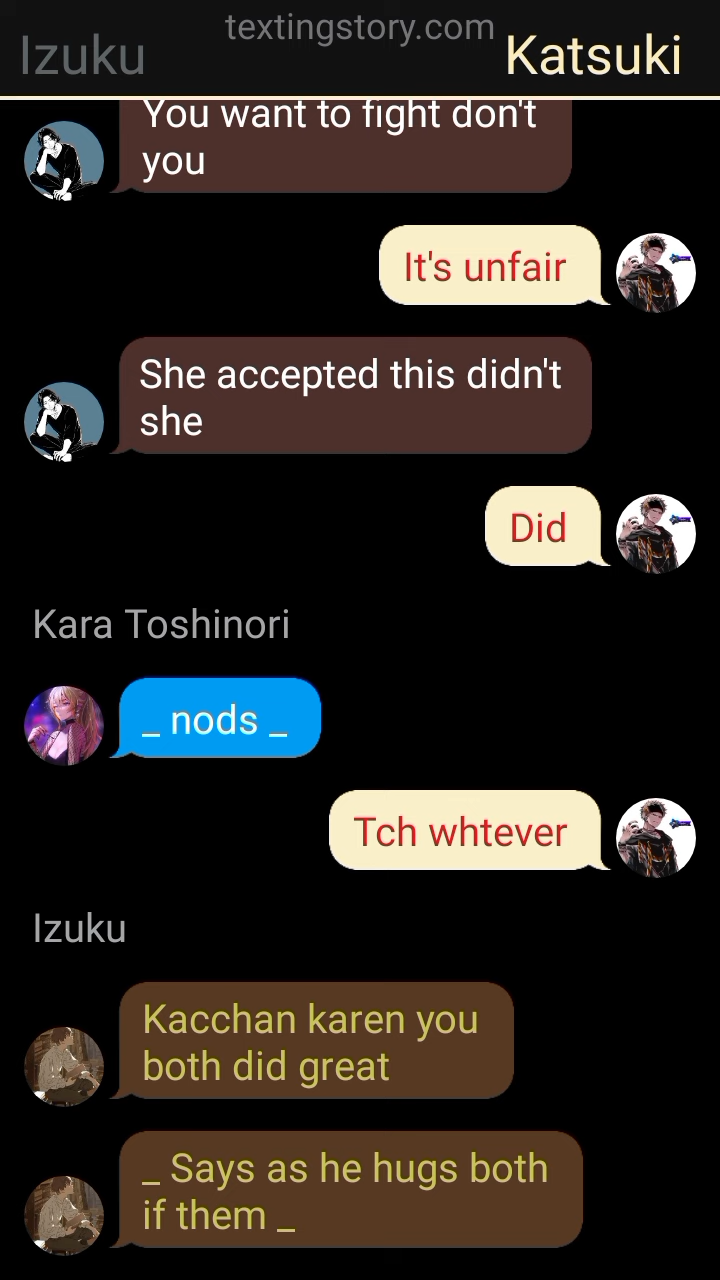 textingstory.com
Izuku
Katsuki
You want to fight don't
you
It's unfair
She accepted this didn't
she
Did
Kara Toshinori
_ nods _
Tch whtever
Izuku
Kacchan karen you
both did great
_ Says as he hugs both
if them _